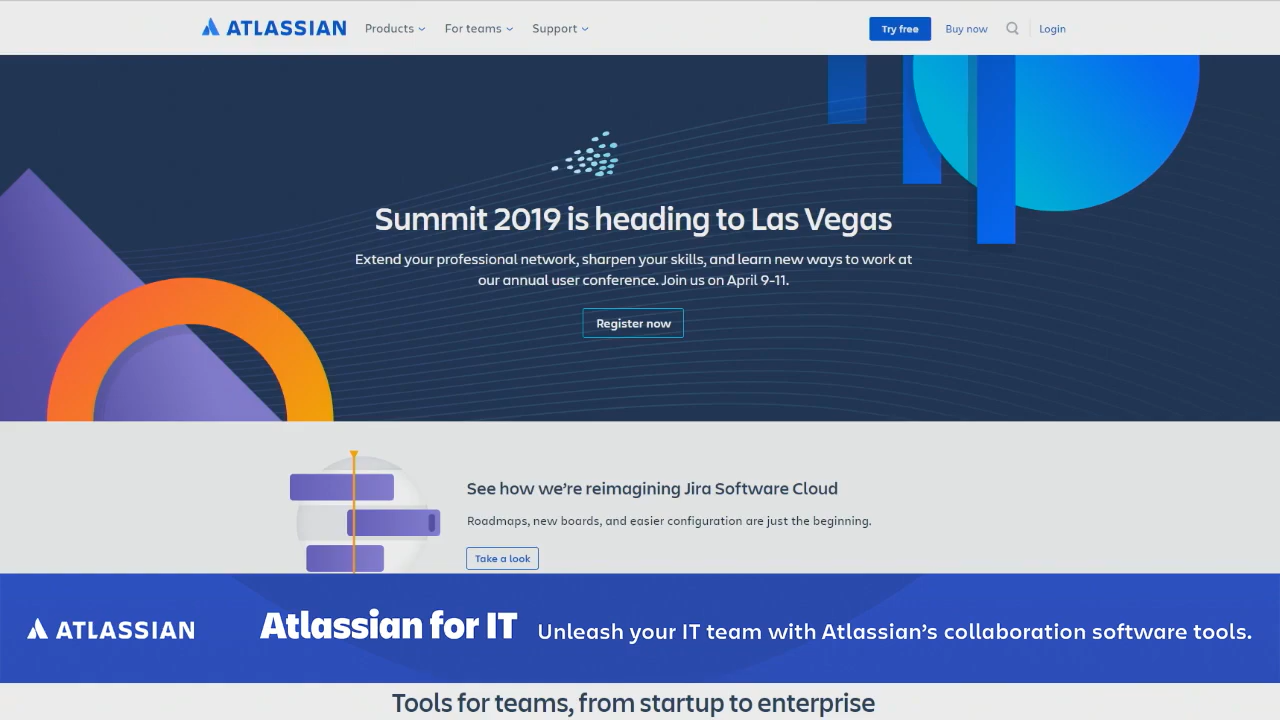 ATLASSIAN Products For teams Support Try free Buy now Login
Summit 2019 is heading to Las Vegas
Extend your professional network, sharpen your skills, and learn new ways to work at
our annual user conference. Join us on April 9-11.
Register now
See how we're reimagining Jira Software Cloud
Roadmaps, new boards, and easier configuration are just the beginning.
Take a look
ATLASSIAN Atlassian for IT Unleash your IT team with Atlassian's collaboration software tools.
Tools for teams, from startup to enterprise